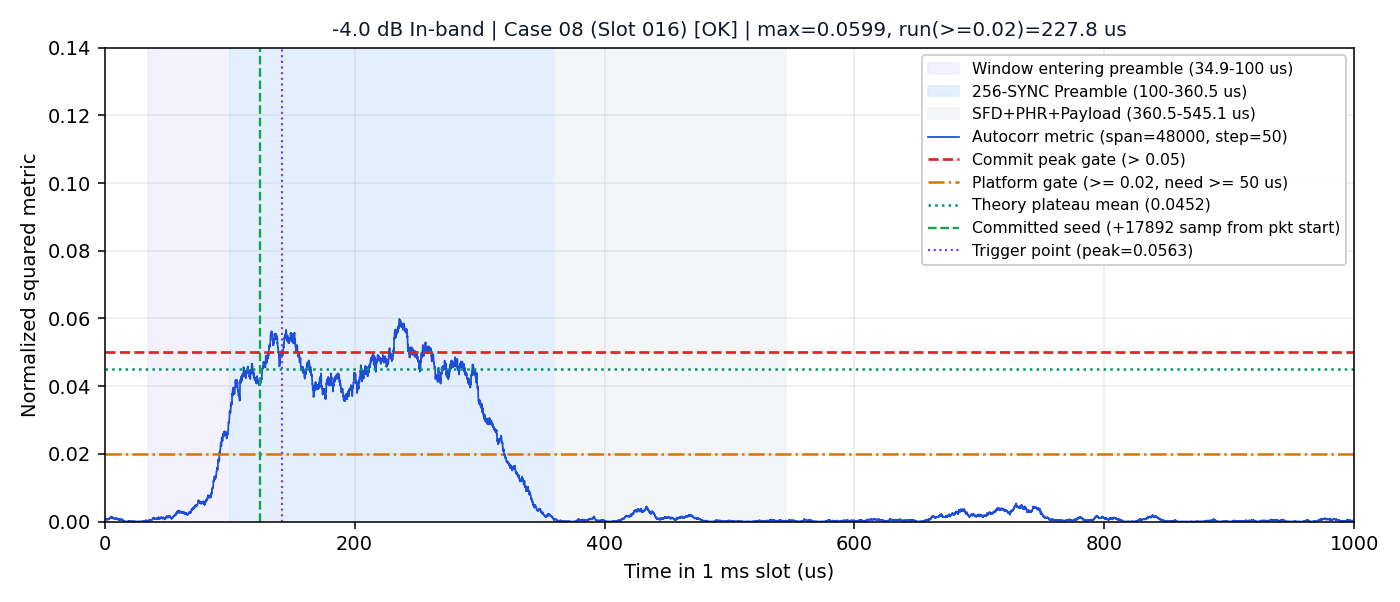 -4.0 dB In-band | Case 08 (Slot 016) [OK] | max=0.0599, run(>=0.02)=227.8 us
Normalized squared metric
0.14
0.12
0.10
0.08
0.06
0.04
0.02
0.00
Window entering preamble (34.9-100 us)
256-SYNC Preamble (100-360.5 us)
SFD+PHR+Payload (360.5-545.1 us)
Autocorr metric (span=48000, step=50)
Commit peak gate (> 0.05)
Platform gate (>= 0.02, need >= 50 us)
Theory plateau mean (0.0452)
Committed seed (+17892 samp from pkt start)
Trigger point (peak=0.0563)
0
200
400
600
800
1000
Time in 1 ms slot (us)